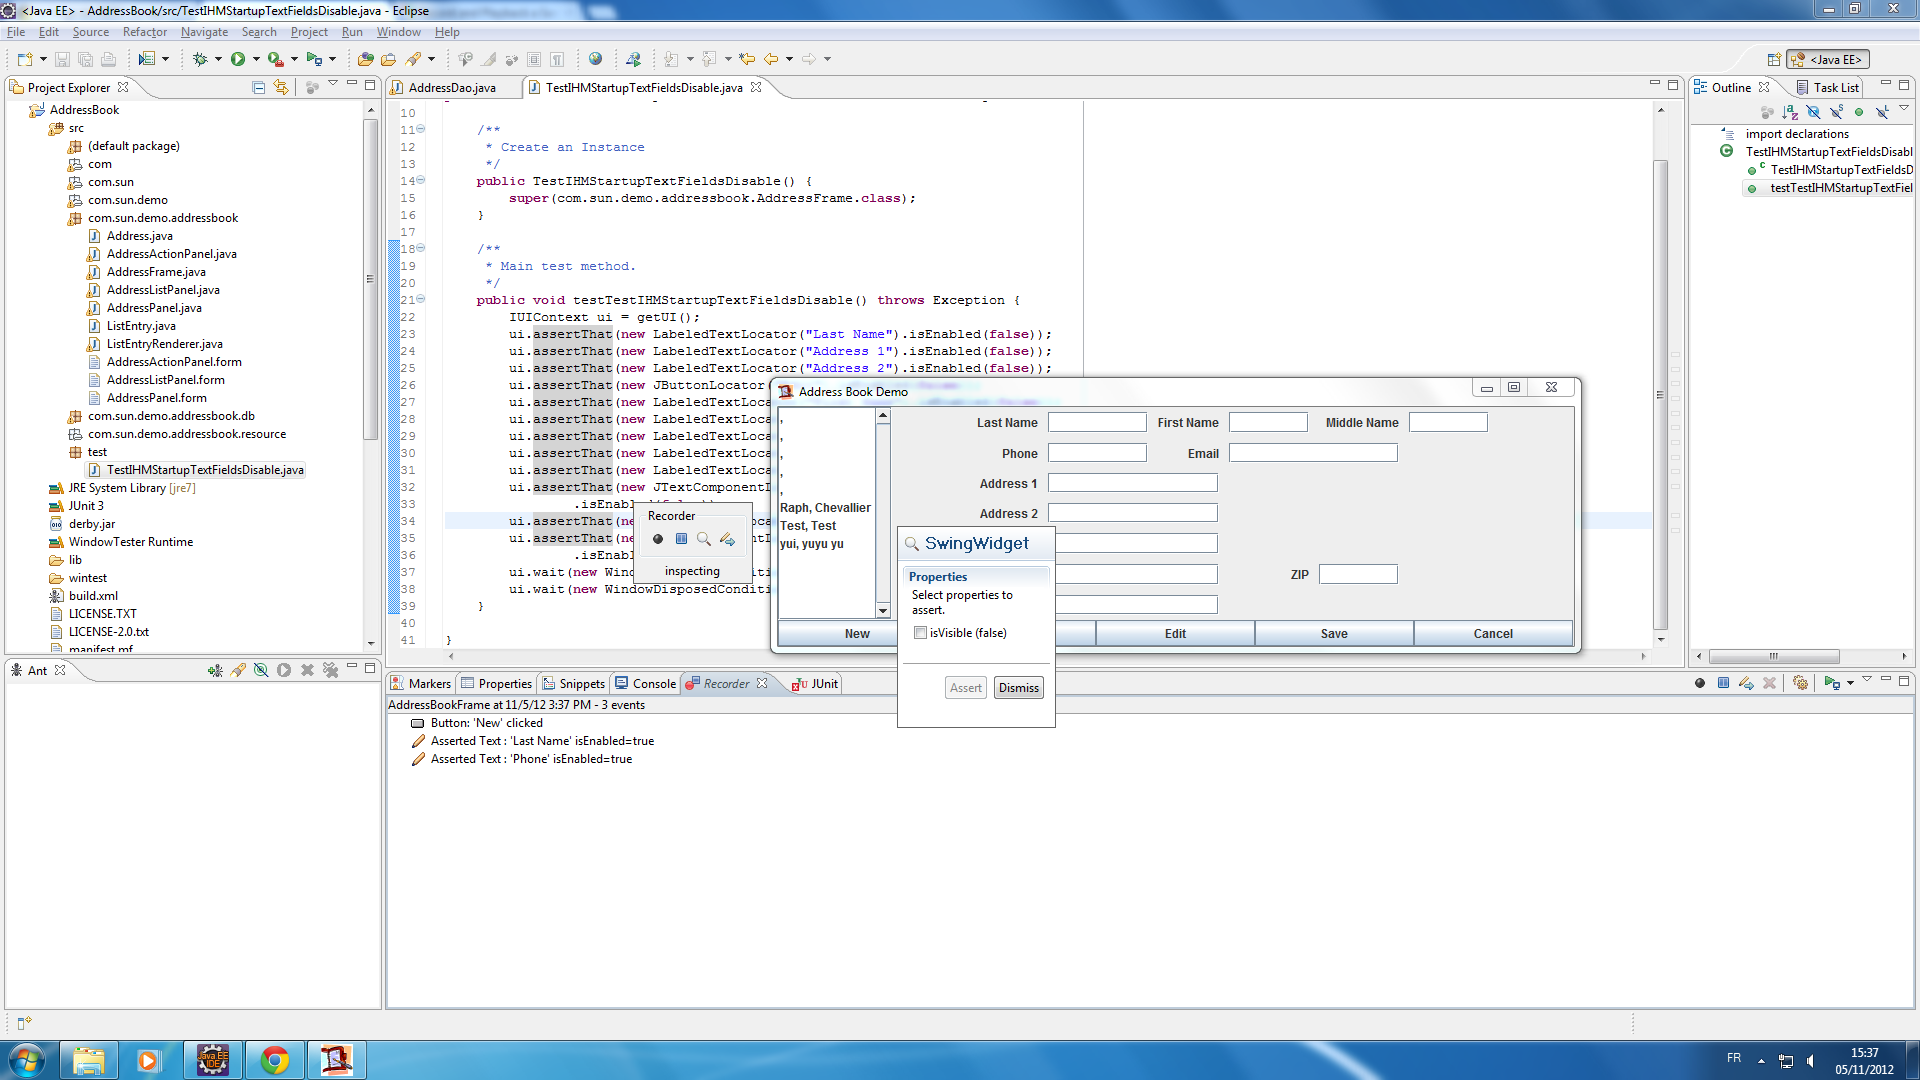 <Java EE> - AddressBook/src/TestIHMStartupTextFieldsDisable.java - Eclipse
File Edit Source Refactor Navigate Search Project Run Window Help
<Java EE>
Project Explorer
AddressBook
src
(default package)
com
com.sun
com.sun.demo
com.sun.demo.addressbook
Address.java
AddressActionPanel.java
AddressFrame.java
AddressListPanel.java
AddressPanel.java
ListEntry.java
ListEntryRenderer.java
AddressActionPanel.form
AddressListPanel.form
AddressPanel.form
com.sun.demo.addressbook.db
com.sun.demo.addressbook.resource
test
TestIHMStartupTextFieldsDisable.java
JRE System Library [jre7]
JUnit 3
derby.jar
WindowTester Runtime
lib
wintest
build.xml
LICENSE.TXT
LICENSE-2.0.txt
manifest.mf
Ant
AddressDao.java
TestIHMStartupTextFieldsDisable.java
10
11 /**
12 * Create an Instance
13 */
14 public TestIHMStartupTextFieldsDisable() {
15 super(com.sun.demo.addressbook.AddressFrame.class);
16 }
17
18 /**
19 * Main test method.
20 */
21 public void testTestIHMStartupTextFieldsDisable() throws Exception {
22 IUIContext ui = getUI();
23 ui.assertThat(new LabeledTextLocator("Last Name").isEnabled(false));
24 ui.assertThat(new LabeledTextLocator("Address 1").isEnabled(false));
25 ui.assertThat(new LabeledTextLocator("Address 2").isEnabled(false));
26 ui.assertThat(new JButtonLocator(
27 ui.assertThat(new LabeledTextLoca
28 ui.assertThat(new LabeledTextLoca
29 ui.assertThat(new LabeledTextLoca
30 ui.assertThat(new LabeledTextLoca
31 ui.assertThat(new LabeledTextLoca
32 ui.assertThat(new JTextComponentL
33 .isEnab
34 ui.assertThat(ne
35 ui.assertThat(ne
36 .isEnab
37 ui.wait(new Wind
38 ui.wait(new WindowDisposedConditi
39 }
40
41 }
Recorder
inspecting
Address Book Demo
,
,
,
,
,
Raph, Chevallier
Test, Test
yui, yuyu yu
Last Name First Name Middle Name
Phone Email
Address 1
Address 2
ZIP
New Edit Save Cancel
SwingWidget
Properties
Select properties to
assert.
isVisible (false)
Assert Dismiss
Outline
Task List
import declarations
TestIHMStartupTextFieldsDisabl
TestIHMStartupTextFieldsD
testTestIHMStartupTextFiel
Markers Properties Snippets Console Recorder JUnit
AddressBookFrame at 11/5/12 3:37 PM - 3 events
Button: 'New' clicked
Asserted Text : 'Last Name' isEnabled=true
Asserted Text : 'Phone' isEnabled=true
Java EE
IDE
FR
15:37
05/11/2012